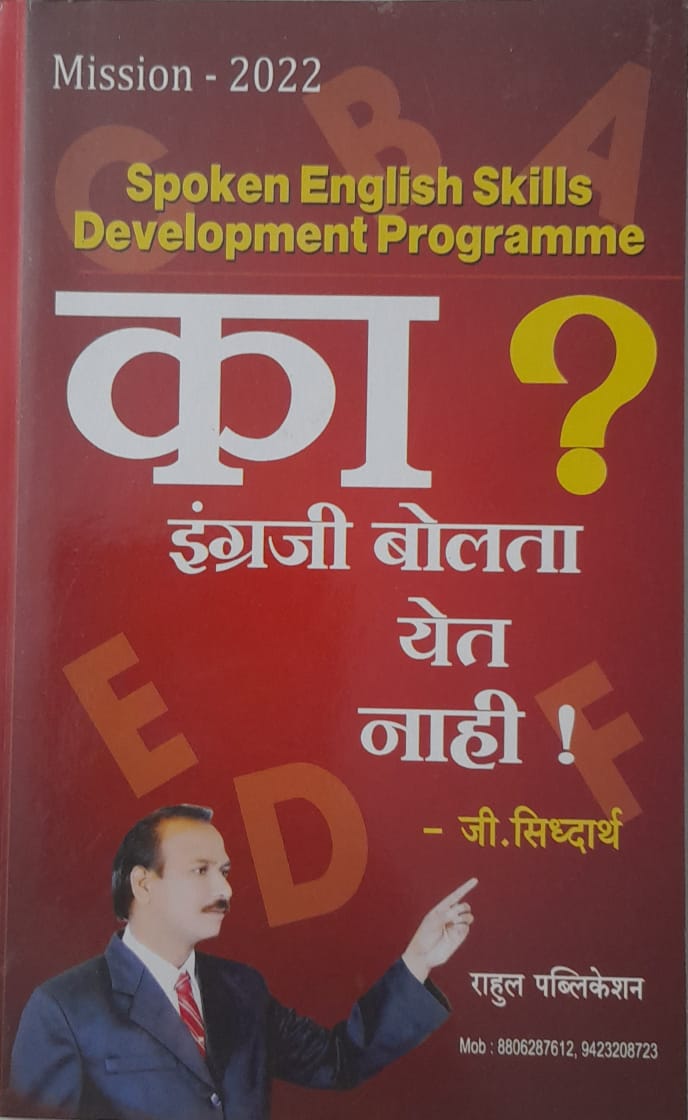 Mission - 2022
Spoken English Skills
Development Programme
का ?
इंग्रजी बोलता
येत
नाही !
- जी. सिध्दार्थ
राहुल पब्लिकेशन
Mob : 8806287612, 9423208723
C B A
E D F